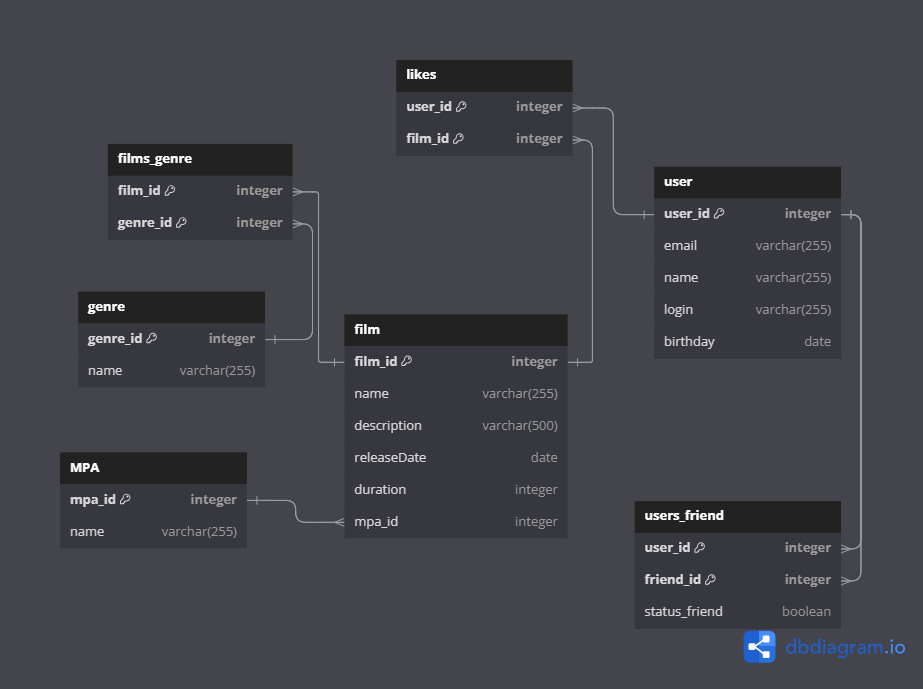 likes
user_id integer
film_id integer
films_genre
film_id integer
genre_id integer
user
user_id integer
email varchar(255)
name varchar(255)
login varchar(255)
birthday date
genre
genre_id integer
name varchar(255)
film
film_id integer
name varchar(255)
description varchar(500)
releaseDate date
duration integer
mpa_id integer
MPA
mpa_id integer
name varchar(255)
users_friend
user_id integer
friend_id integer
status_friend boolean
dbdiagram.io